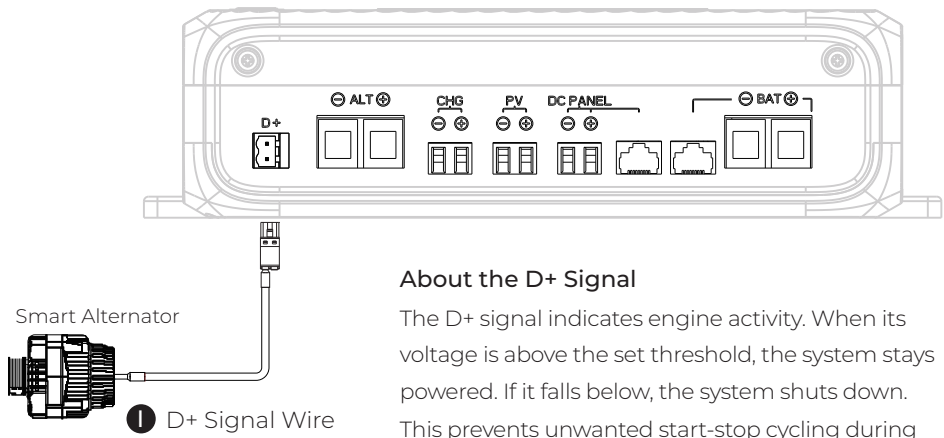 ⊖ ALT ⊕
CHG
PV
DC PANEL
⊖ BAT ⊕
D+
⊖ ⊕
⊖ ⊕
⊖ ⊕
About the D+ Signal
The D+ signal indicates engine activity. When its
voltage is above the set threshold, the system stays
powered. If it falls below, the system shuts down.
This prevents unwanted start-stop cycling during
Smart Alternator
1 D+ Signal Wire